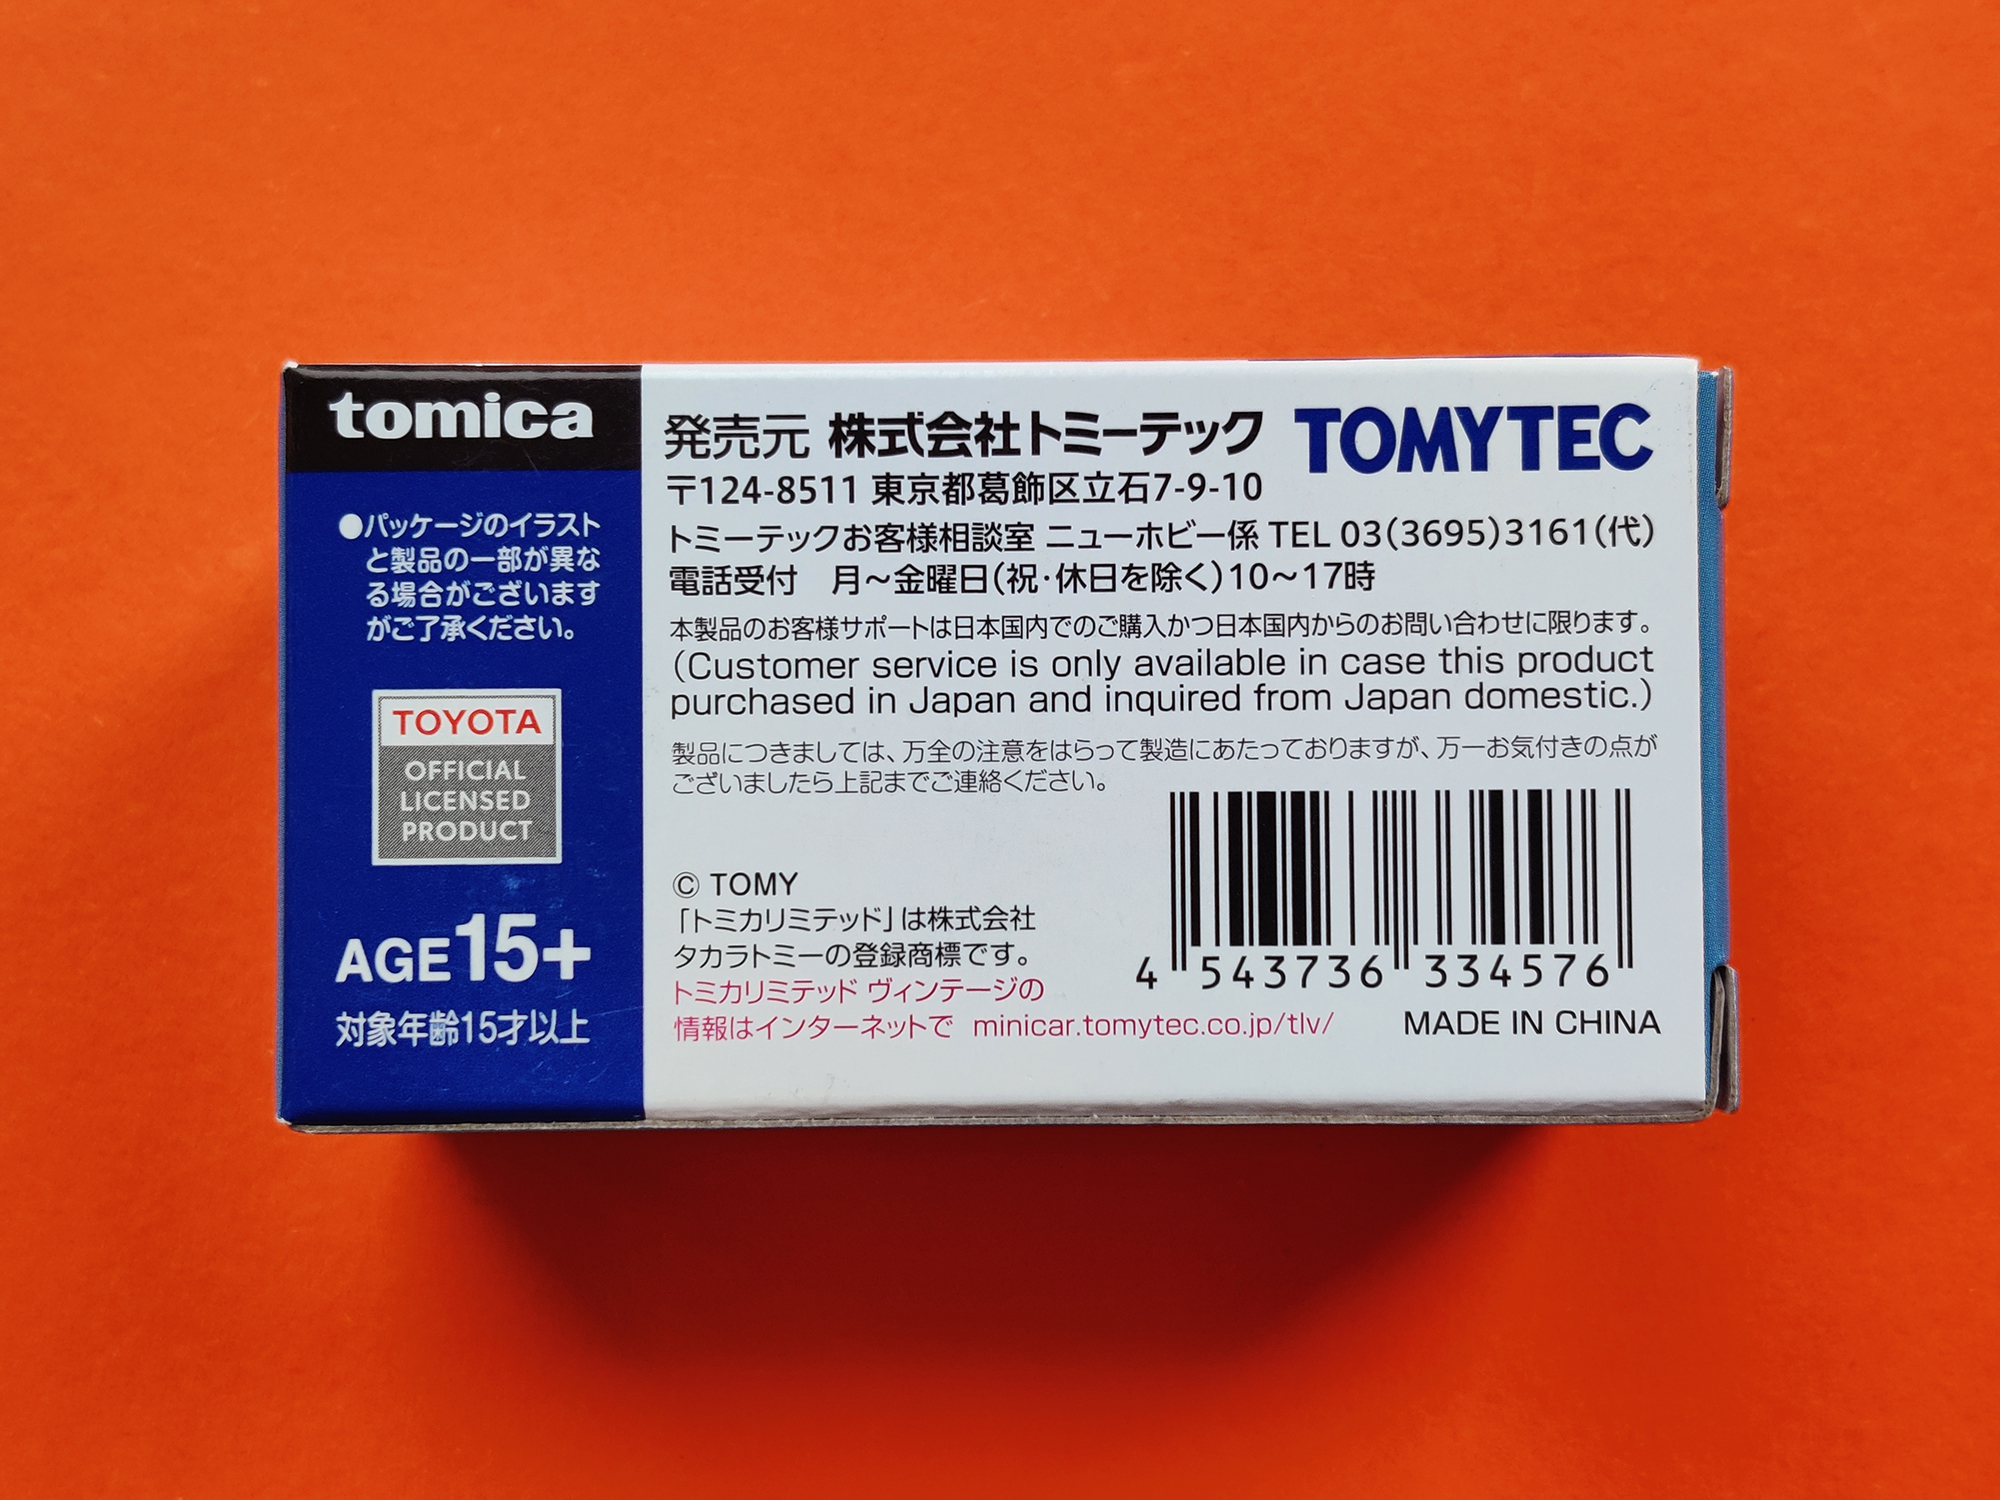 tomica
●パッケージのイラスト
と製品の一部が異な
る場合がございます
がご了承ください。
TOYOTA
OFFICIAL
LICENSED
PRODUCT
AGE15+
対象年齢15才以上
発売元 株式会社トミーテック TOMYTEC
〒124-8511 東京都葛飾区立石7-9-10
トミーテックお客様相談室 ニューホビー係 TEL 03(3695)3161(代)
電話受付 月~金曜日(祝・休日を除く)10~17時
本製品のお客様サポートは日本国内でのご購入かつ日本国内からのお問い合わせに限ります。
(Customer service is only available in case this product
purchased in Japan and inquired from Japan domestic.)
製品につきましては、万全の注意をはらって製造にあたっておりますが、万一お気付きの点が
ございましたら上記までご連絡ください。
© TOMY
「トミカリミテッド」は株式会社
タカラトミーの登録商標です。
トミカリミテッド ヴィンテージの
情報はインターネットで minicar.tomytec.co.jp/tlv/
4 543736 334576
MADE IN CHINA